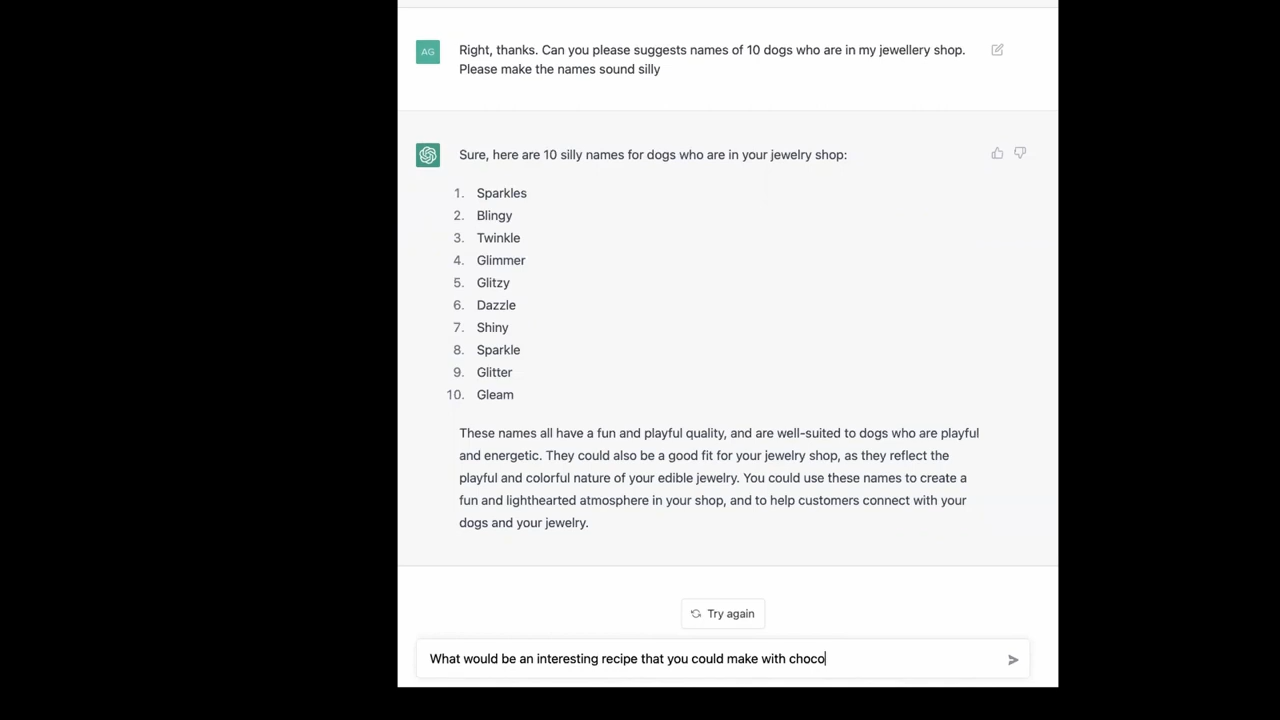 AG
Right, thanks. Can you please suggests names of 10 dogs who are in my jewellery shop.
Please make the names sound silly
Sure, here are 10 silly names for dogs who are in your jewelry shop:
1. Sparkles
2. Blingy
3. Twinkle
4. Glimmer
5. Glitzy
6. Dazzle
7. Shiny
8. Sparkle
9. Glitter
10. Gleam
These names all have a fun and playful quality, and are well-suited to dogs who are playful
and energetic. They could also be a good fit for your jewelry shop, as they reflect the
playful and colorful nature of your edible jewelry. You could use these names to create a
fun and lighthearted atmosphere in your shop, and to help customers connect with your
dogs and your jewelry.
Try again
What would be an interesting recipe that you could make with choco